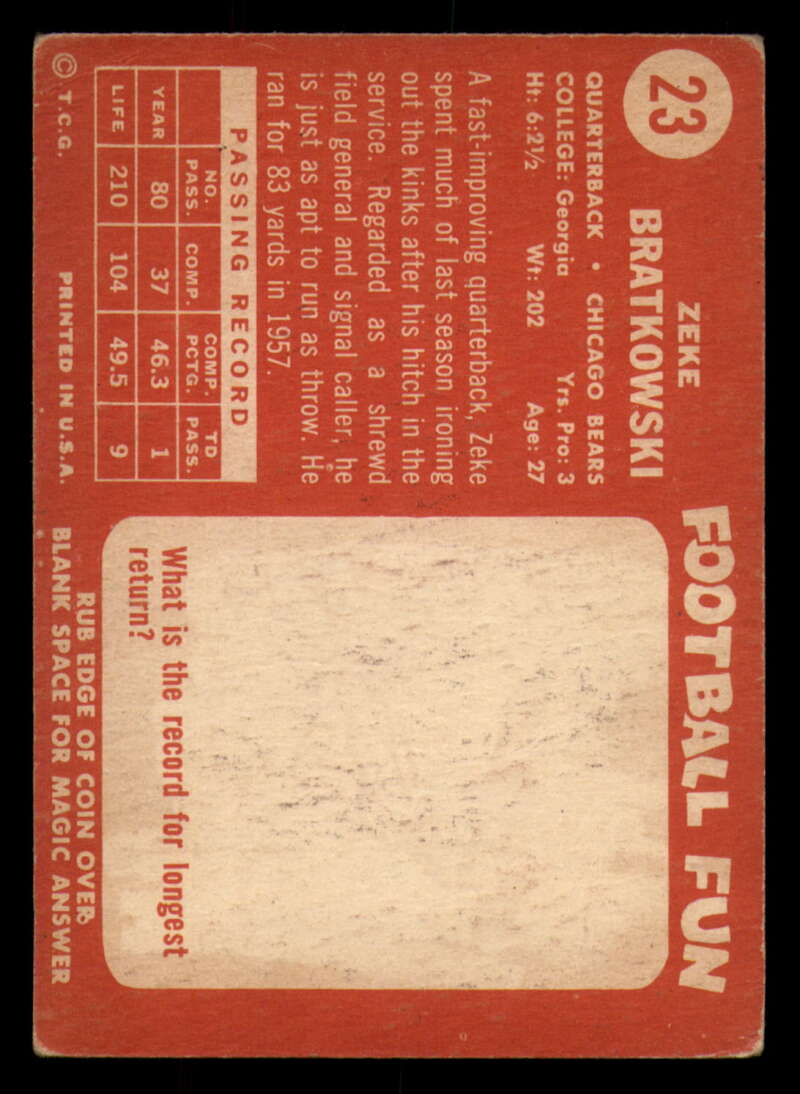 23
ZEKE
BRATKOWSKI
QUARTERBACK • CHICAGO BEARS
COLLEGE: Georgia Yrs. Pro: 3
Ht: 6:2½ Wt: 202 Age: 27
A fast-improving quarterback, Zeke
spent much of last season ironing
out the kinks after his hitch in the
service. Regarded as a shrewd
field general and signal caller, he
is just as apt to run as throw. He
ran for 83 yards in 1957.
PASSING RECORD
NO. PASS. COMP. COMP. PCTG. TD PASS.
YEAR 80 37 46.3 1
LIFE 210 104 49.5 9
© T.C.G. PRINTED IN U.S.A.
FOOTBALL FUN
What is the record for longest
return?
RUB EDGE OF COIN OVER
BLANK SPACE FOR MAGIC ANSWER